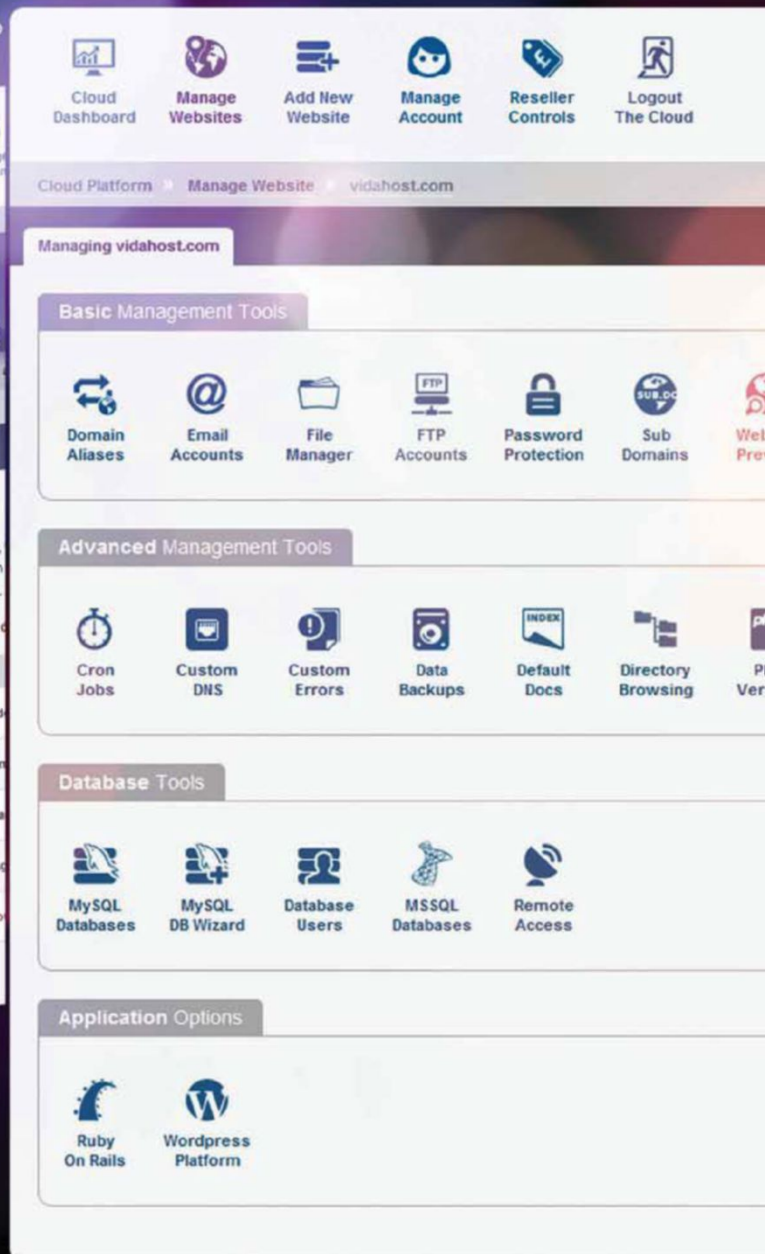 Cloud Dashboard
Manage Websites
Add New Website
Manage Account
Reseller Controls
Logout The Cloud
Cloud Platform » Manage Website » vidahost.com
Managing vidahost.com
Basic Management Tools
FTP
SUB.DO
Domain Aliases
Email Accounts
File Manager
FTP Accounts
Password Protection
Sub Domains
Advanced Management Tools
INDEX
Cron Jobs
Custom DNS
Custom Errors
Data Backups
Default Docs
Directory Browsing
Database Tools
MySQL Databases
MySQL DB Wizard
Database Users
MSSQL Databases
Remote Access
Application Options
Ruby On Rails
Wordpress Platform